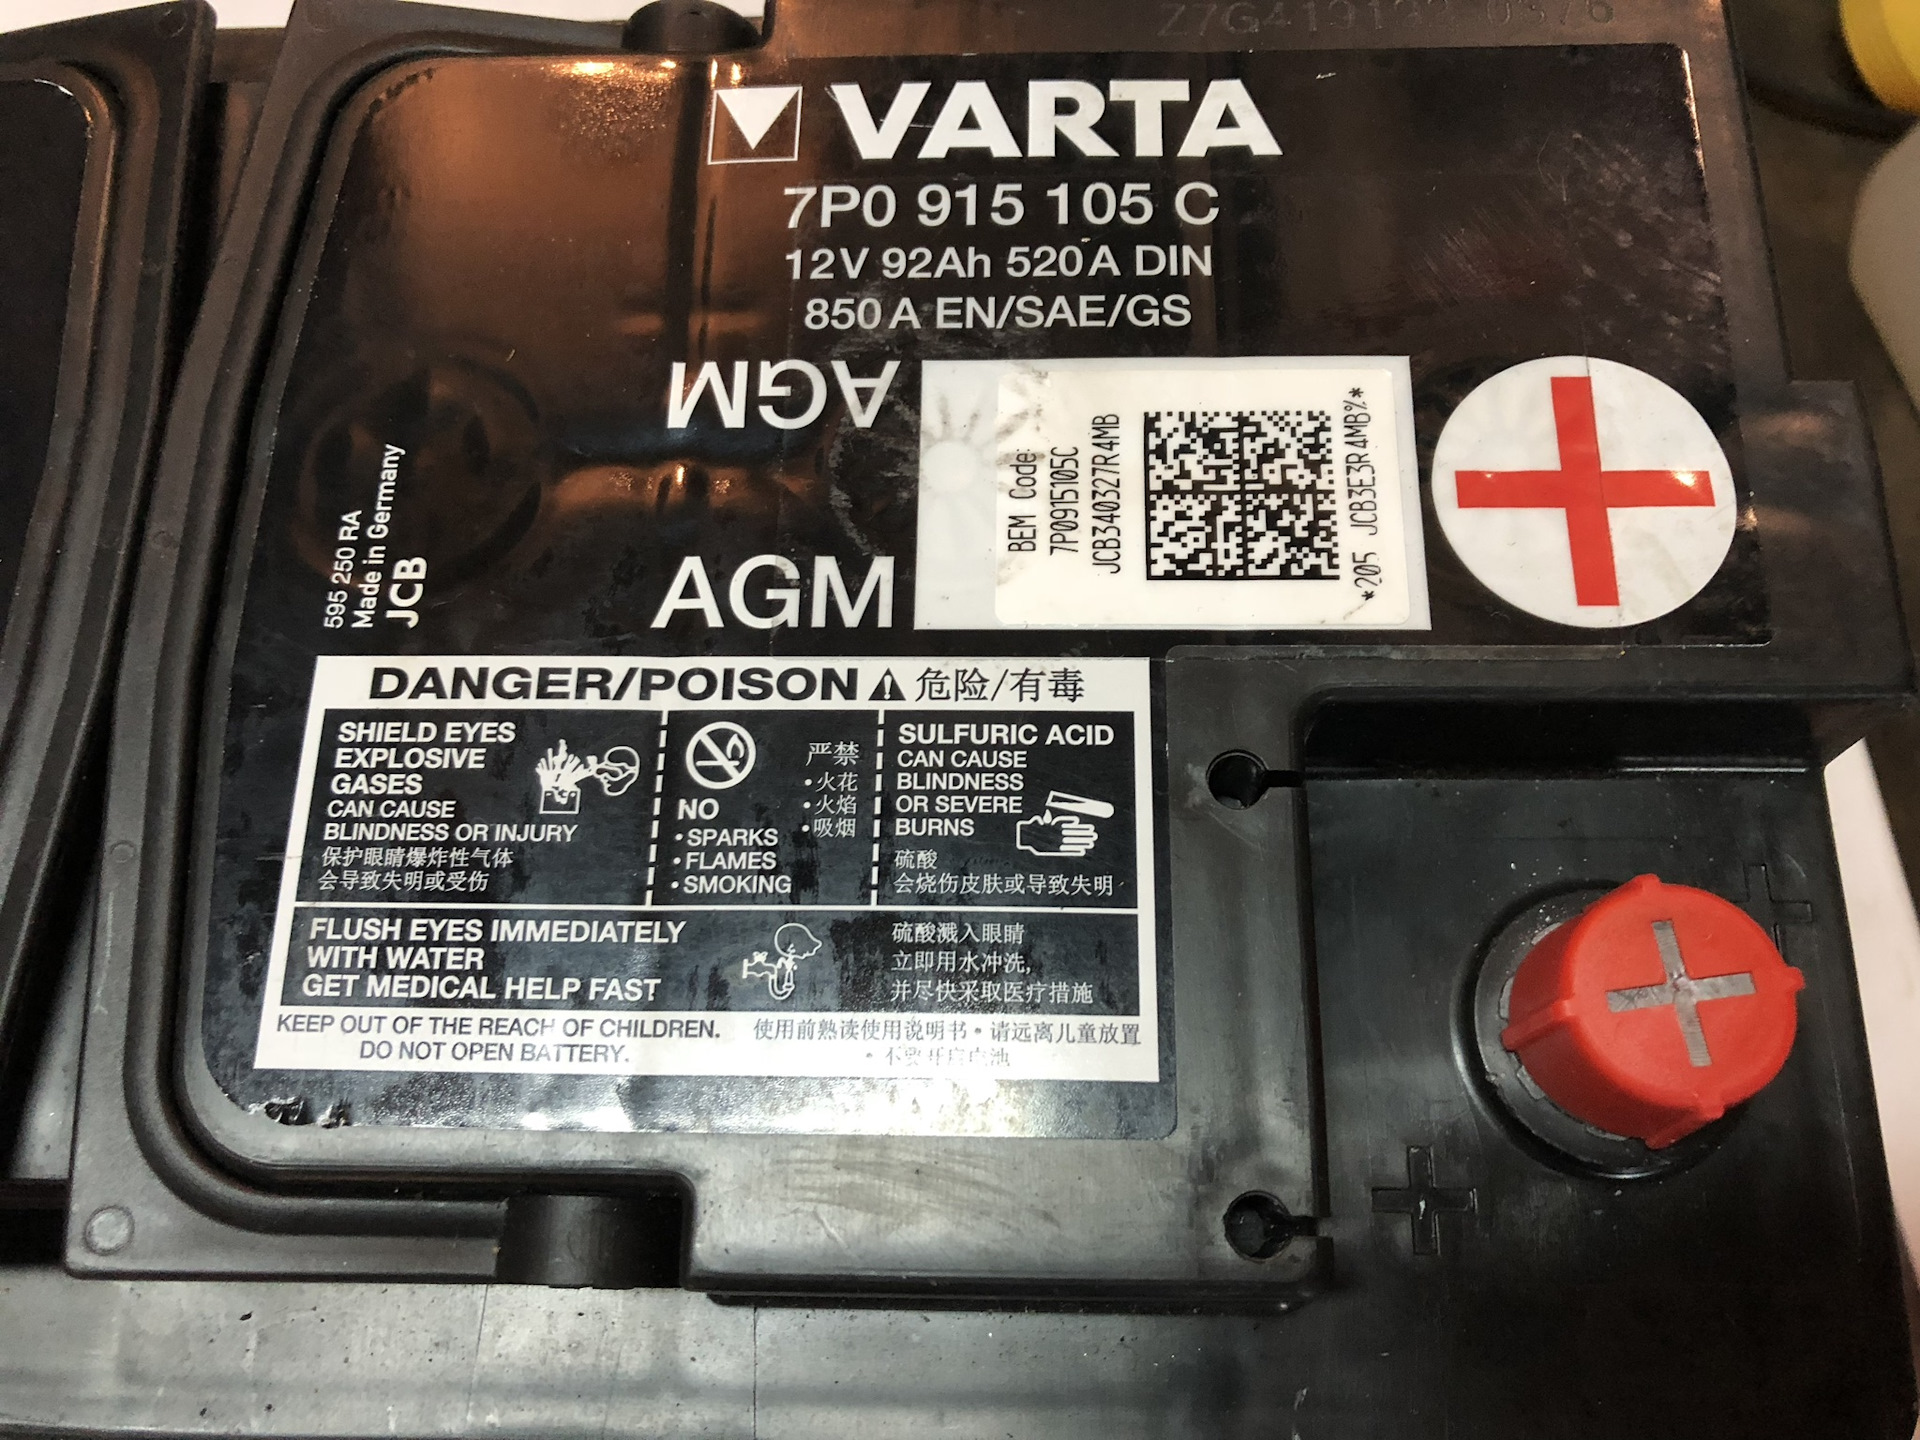 VARTA
7P0 915 105 C
12V 92Ah 520A DIN
850 A EN/SAE/GS
AGM
AGM
595 250 RA
Made in Germany
JCB
BEM Code:
7P0915105C
JCB340327R4MB
*205 JCB3E3R4MB%*
DANGER/POISON 危险/有毒
SHIELD EYES
EXPLOSIVE
GASES
CAN CAUSE
BLINDNESS OR INJURY
保护眼睛爆炸性气体
会导致失明或受伤
NO
• SPARKS
• FLAMES
• SMOKING
严禁
• 火花
• 火焰
• 吸烟
SULFURIC ACID
CAN CAUSE
BLINDNESS
OR SEVERE
BURNS
硫酸
会烧伤皮肤或导致失明
FLUSH EYES IMMEDIATELY
WITH WATER
GET MEDICAL HELP FAST
硫酸溅入眼睛
立即用水冲洗,
并尽快采取医疗措施
KEEP OUT OF THE REACH OF CHILDREN.
DO NOT OPEN BATTERY.
使用前熟读使用说明书 • 请远离儿童放置